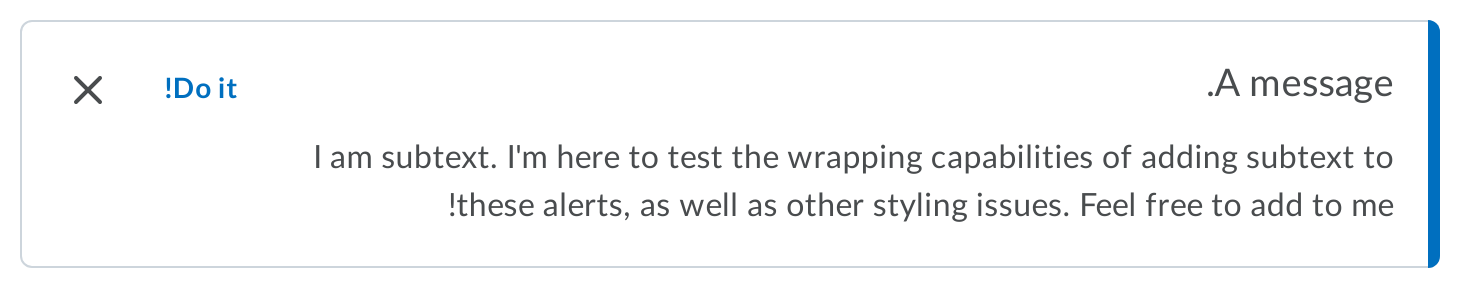 .A message
!Do it
I am subtext. I'm here to test the wrapping capabilities of adding subtext to
!these alerts, as well as other styling issues. Feel free to add to me